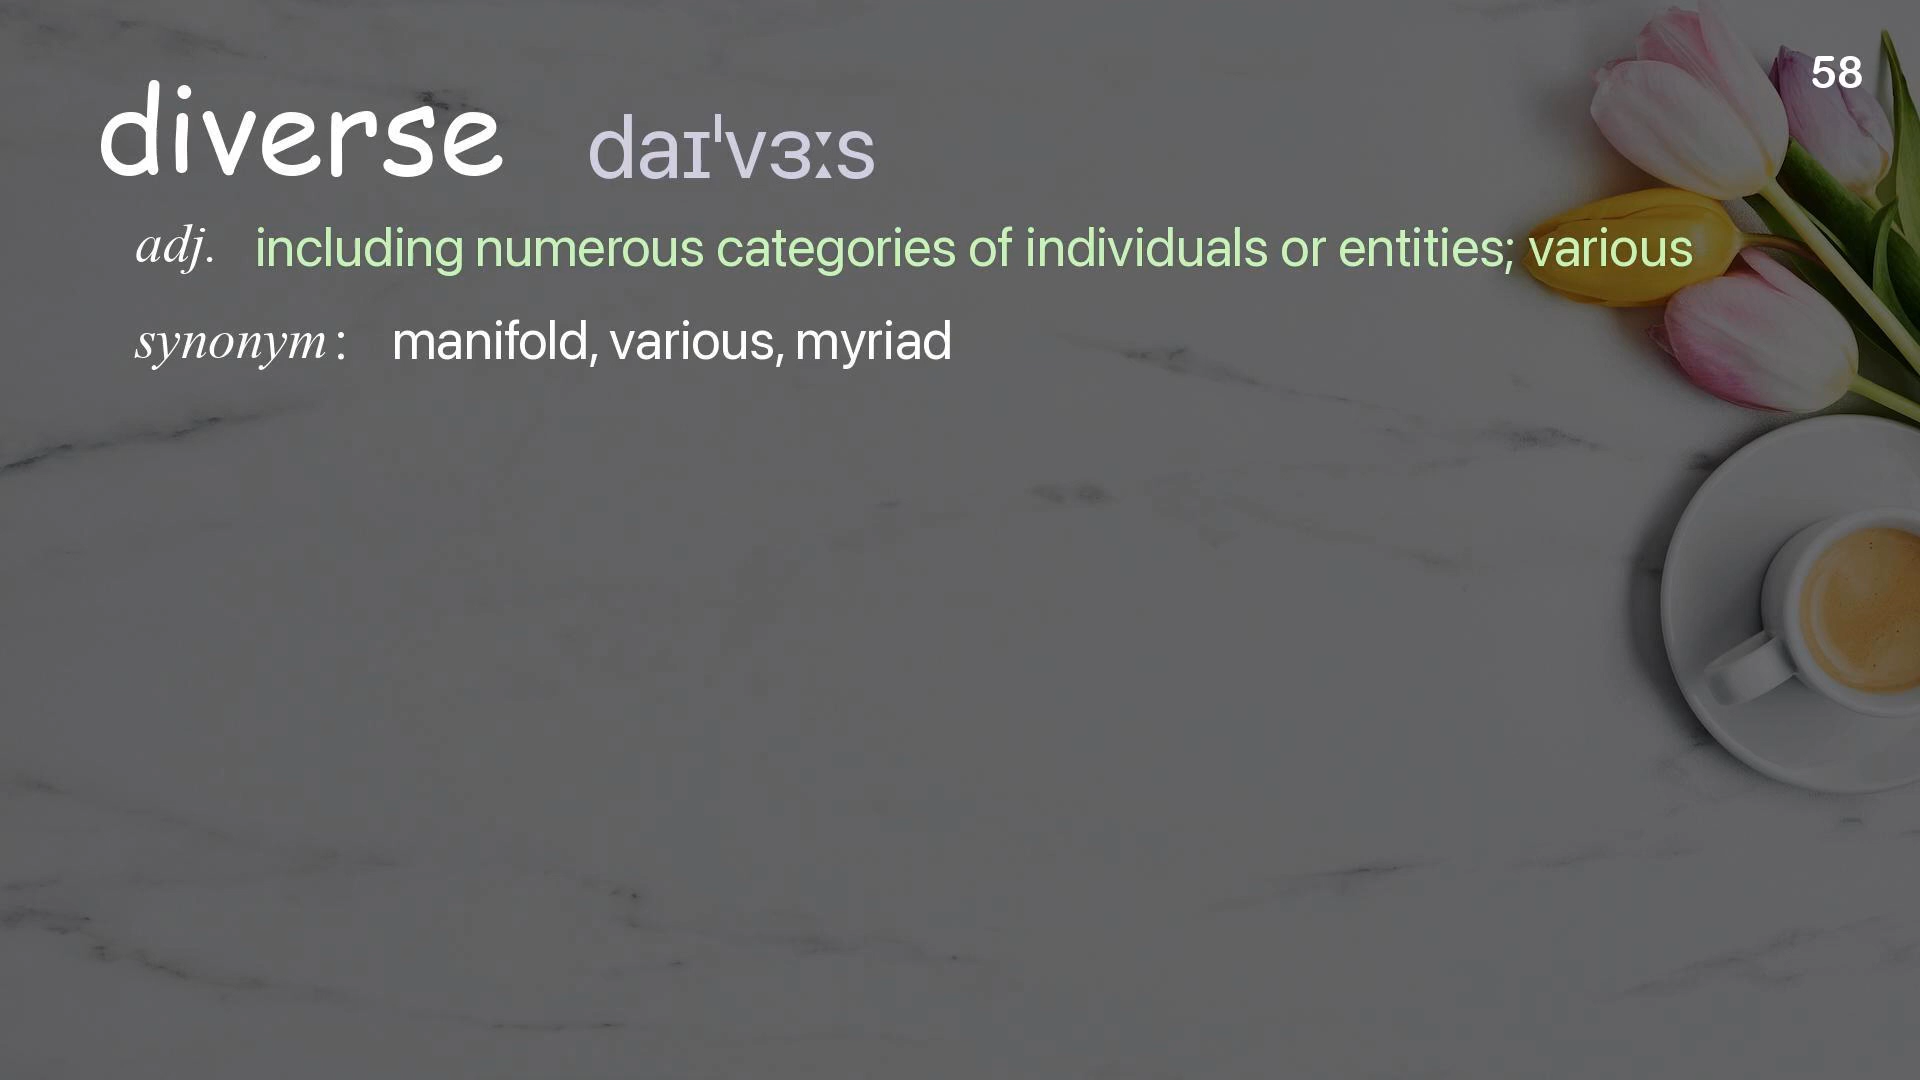 58
diverse daɪˈvɜːs
adj. including numerous categories of individuals or entities; various
synonym : manifold, various, myriad